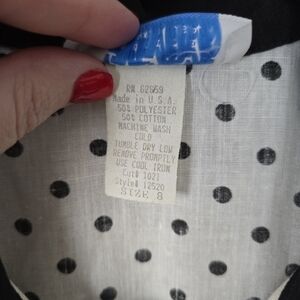 RN 62659
Made in U.S.A.
50% POLYESTER
50% COTTON
MACHINE WASH
COLD
TUMBLE DRY LOW
REMOVE PROMPTLY
USE COOL IRON
Cut# 1021
Style# 12520
SIZE 8